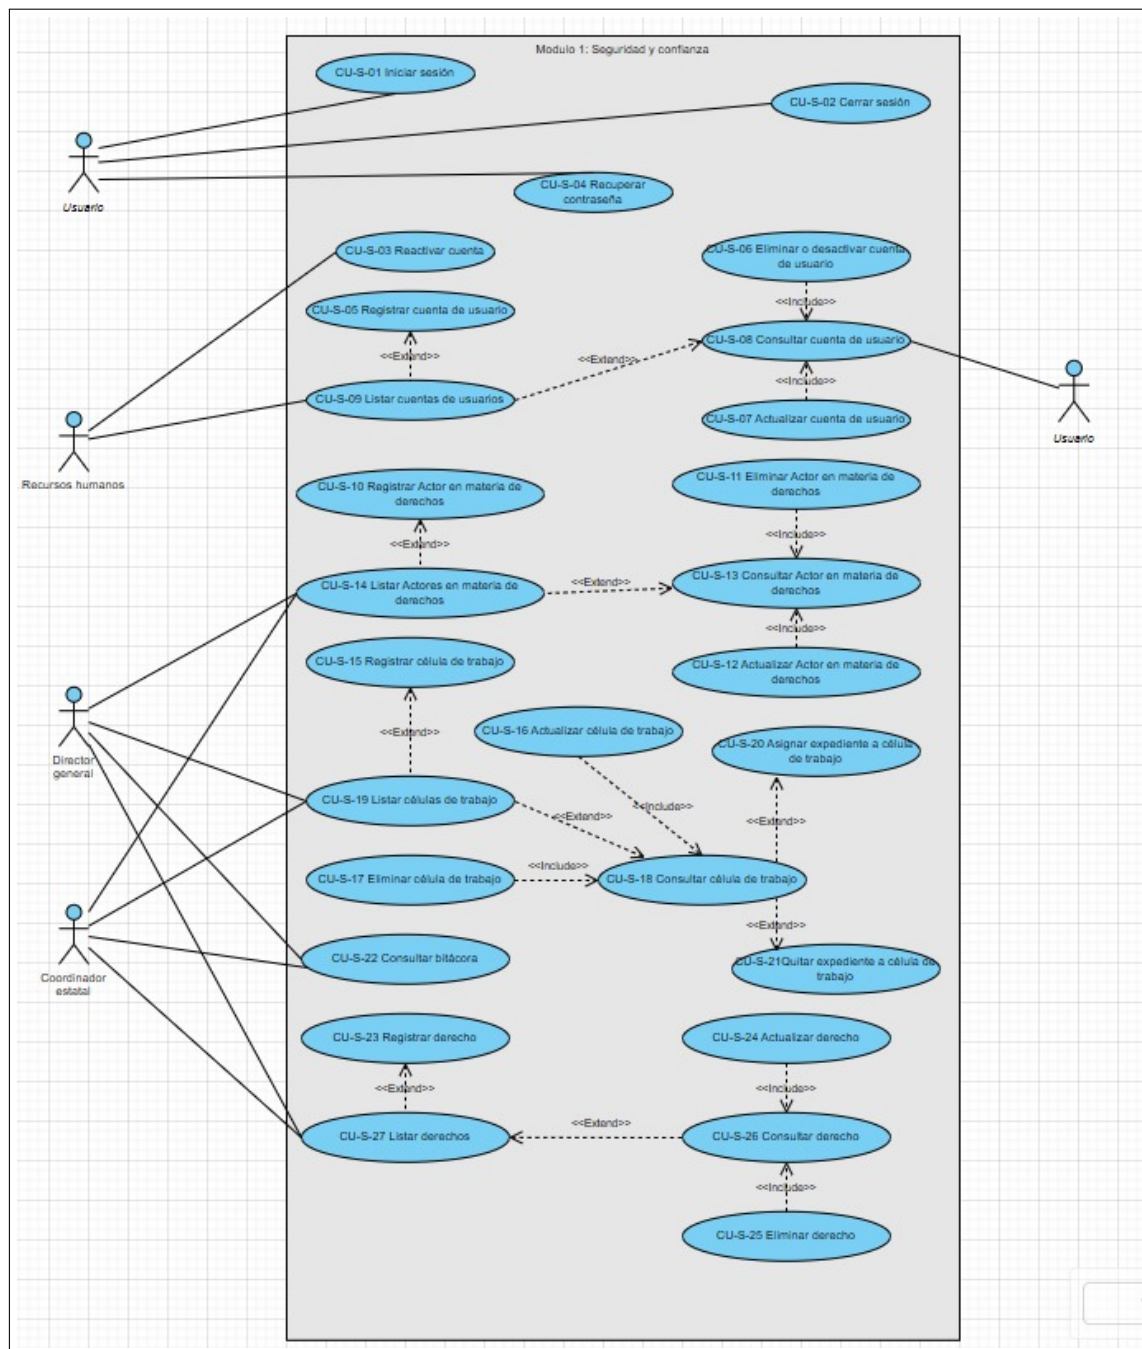 Modulo 1: Seguridad y confianza
CU-S-01 Iniciar sesión
CU-S-02 Cerrar sesión
Usuario
CU-S-04 Recuperar
contraseña
CU-S-03 Reactivar cuenta
CU-S-06 Eliminar o desactivar cuenta
de usuario
<<Include>>
CU-S-05 Registrar cuenta de usuario
<<Extend>>
CU-S-08 Consultar cuenta de usuario
<<Extend>>
<<Include>>
CU-S-09 Listar cuentas de usuarios
CU-S-07 Actualizar cuenta de usuario
Usuario
Recursos humanos
CU-S-10 Registrar Actor en materia de
derechos
CU-S-11 Eliminar Actor en materia de
derechos
<<Extend>>
<<Include>>
CU-S-14 Listar Actores en materia de
derechos
<<Extend>>
CU-S-13 Consultar Actor en materia de
derechos
<<Include>>
CU-S-15 Registrar célula de trabajo
CU-S-12 Actualizar Actor en materia de
derechos
Director
general
<<Extend>>
CU-S-16 Actualizar célula de trabajo
CU-S-20 Asignar expediente a célula
de trabajo
CU-S-19 Listar células de trabajo
<<Extend>>
<<Include>>
<<Extend>>
CU-S-17 Eliminar célula de trabajo
<<Include>>
CU-S-18 Consultar célula de trabajo
<<Extend>>
Coordinador
estatal
CU-S-22 Consultar bitácora
CU-S-21Quitar expediente a célula de
trabajo
CU-S-23 Registrar derecho
CU-S-24 Actualizar derecho
<<Extend>>
<<Include>>
CU-S-27 Listar derechos
<<Extend>>
CU-S-26 Consultar derecho
<<Include>>
CU-S-25 Eliminar derecho